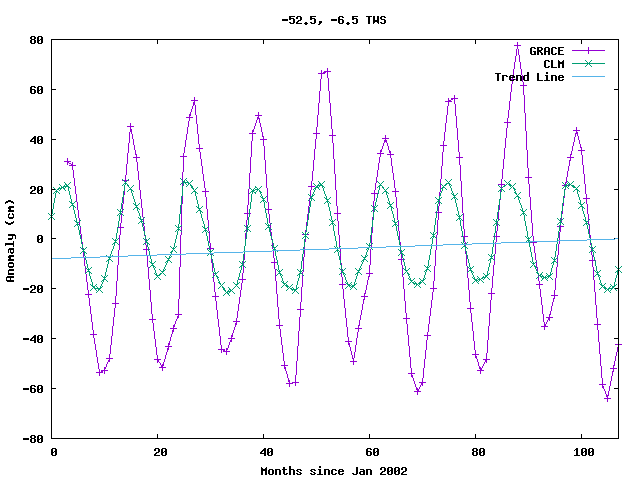 -52.5, -6.5 TWS
GRACE
CLM
Trend Line
Anomaly (cm)
80
60
40
20
0
-20
-40
-60
-80
0 20 40 60 80 100
Months since Jan 2002